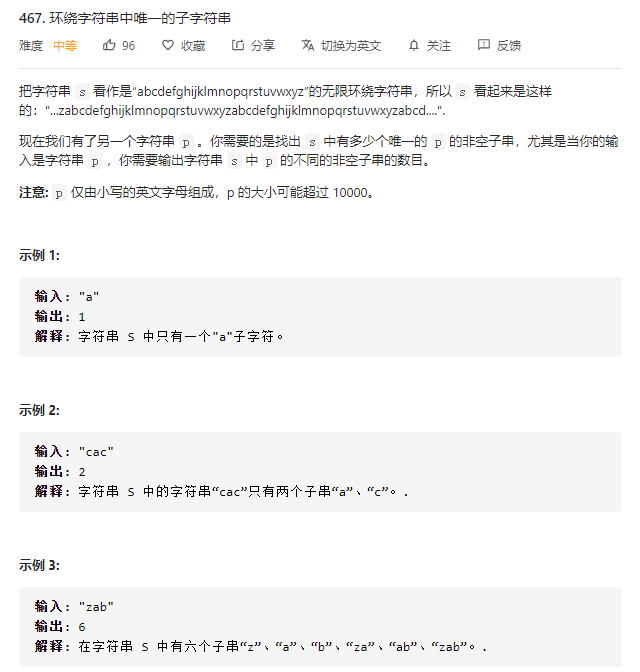 467. 环绕字符串中唯一的子字符串
难度 中等 96 收藏 分享 切换为英文 关注 反馈
把字符串 s 看作是“abcdefghijklmnopqrstuvwxyz”的无限环绕字符串，所以 s 看起来是这样
的："...zabcdefghijklmnopqrstuvwxyzabcdefghijklmnopqrstuvwxyzabcd....".
现在我们有了另一个字符串 p 。你需要的是找出 s 中有多少个唯一的 p 的非空子串，尤其是当你的输
入是字符串 p ，你需要输出字符串 s 中 p 的不同的非空子串的数目。
注意: p 仅由小写的英文字母组成，p 的大小可能超过 10000。
示例 1:
输入: "a"
输出: 1
解释: 字符串 S 中只有一个"a"子字符。
示例 2:
输入: "cac"
输出: 2
解释: 字符串 S 中的字符串“cac”只有两个子串“a”、“c”。.
示例 3:
输入: "zab"
输出: 6
解释: 在字符串 S 中有六个子串“z”、“a”、“b”、“za”、“ab”、“zab”。.